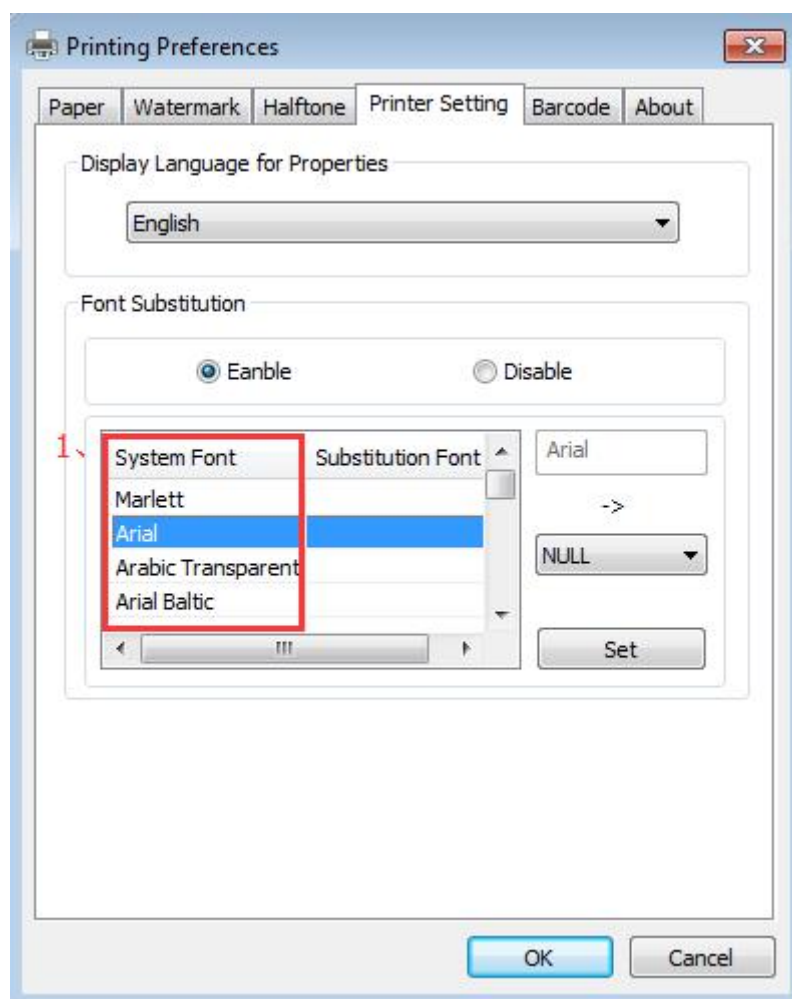 Printing Preferences
Paper Watermark Halftone Printer Setting Barcode About
Display Language for Properties
English
Font Substitution
Eanble Disable
1、
System Font Substitution Font
Marlett
Arial
Arabic Transparent
Arial Baltic
Arial
->
NULL
Set
OK Cancel